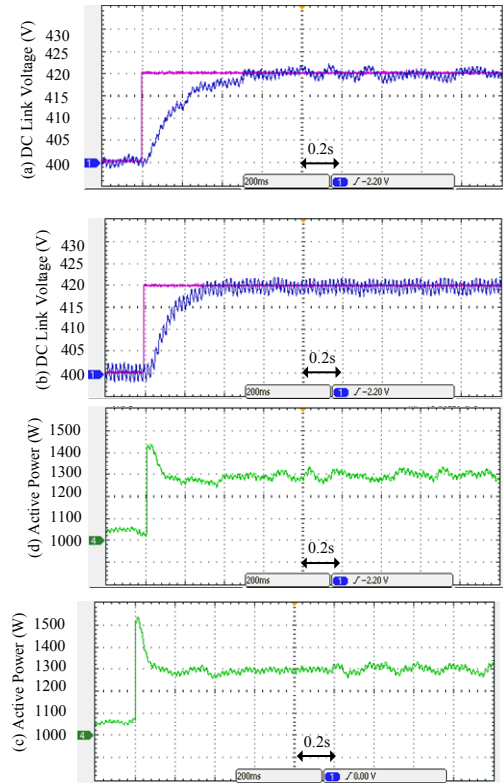 (a) DC Link Voltage (V)
435
430
420
415
410
405
400
1
0.2s
200ms
1 ƒ −2.20 V
(b) DC Link Voltage (V)
430
420
415
410
405
400
1
0.2s
200ms
1 ƒ −2.20 V
(d) Active Power (W)
1500
1400
1300
1200
1100
1000
4
0.2s
200ms
1 ƒ −2.20 V
(c) Active Power (W)
1500
1400
1300
1200
1100
1000
4
0.2s
200ms
1 ƒ 0.00 V